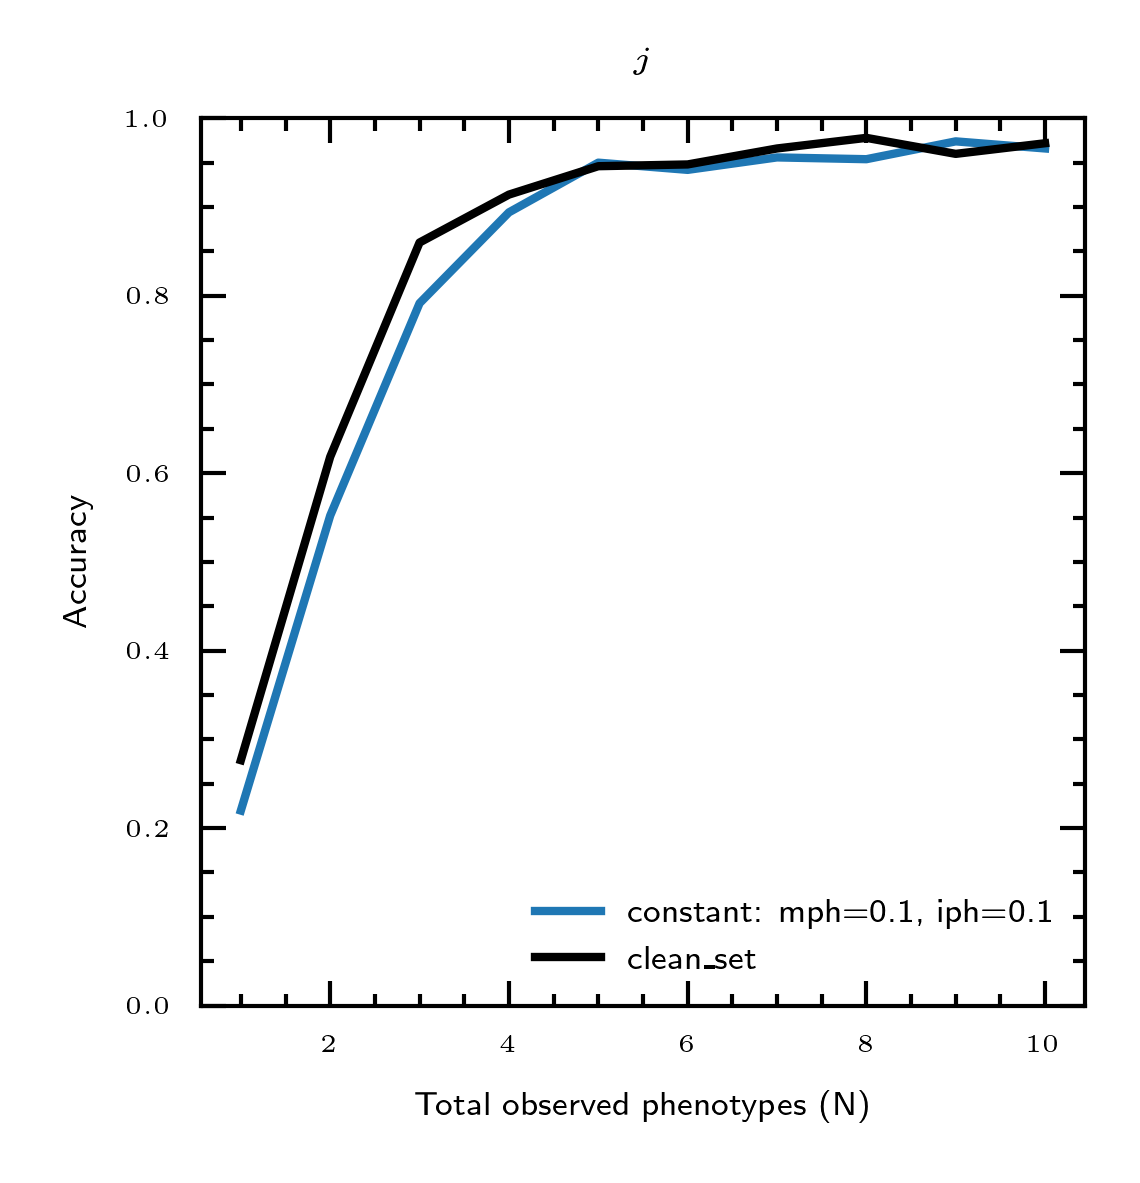 j
1.0
0.8
0.6
0.4
0.2
0.0
Accuracy
constant: mph=0.1, iph=0.1
clean_set
2 4 6 8 10
Total observed phenotypes (N)